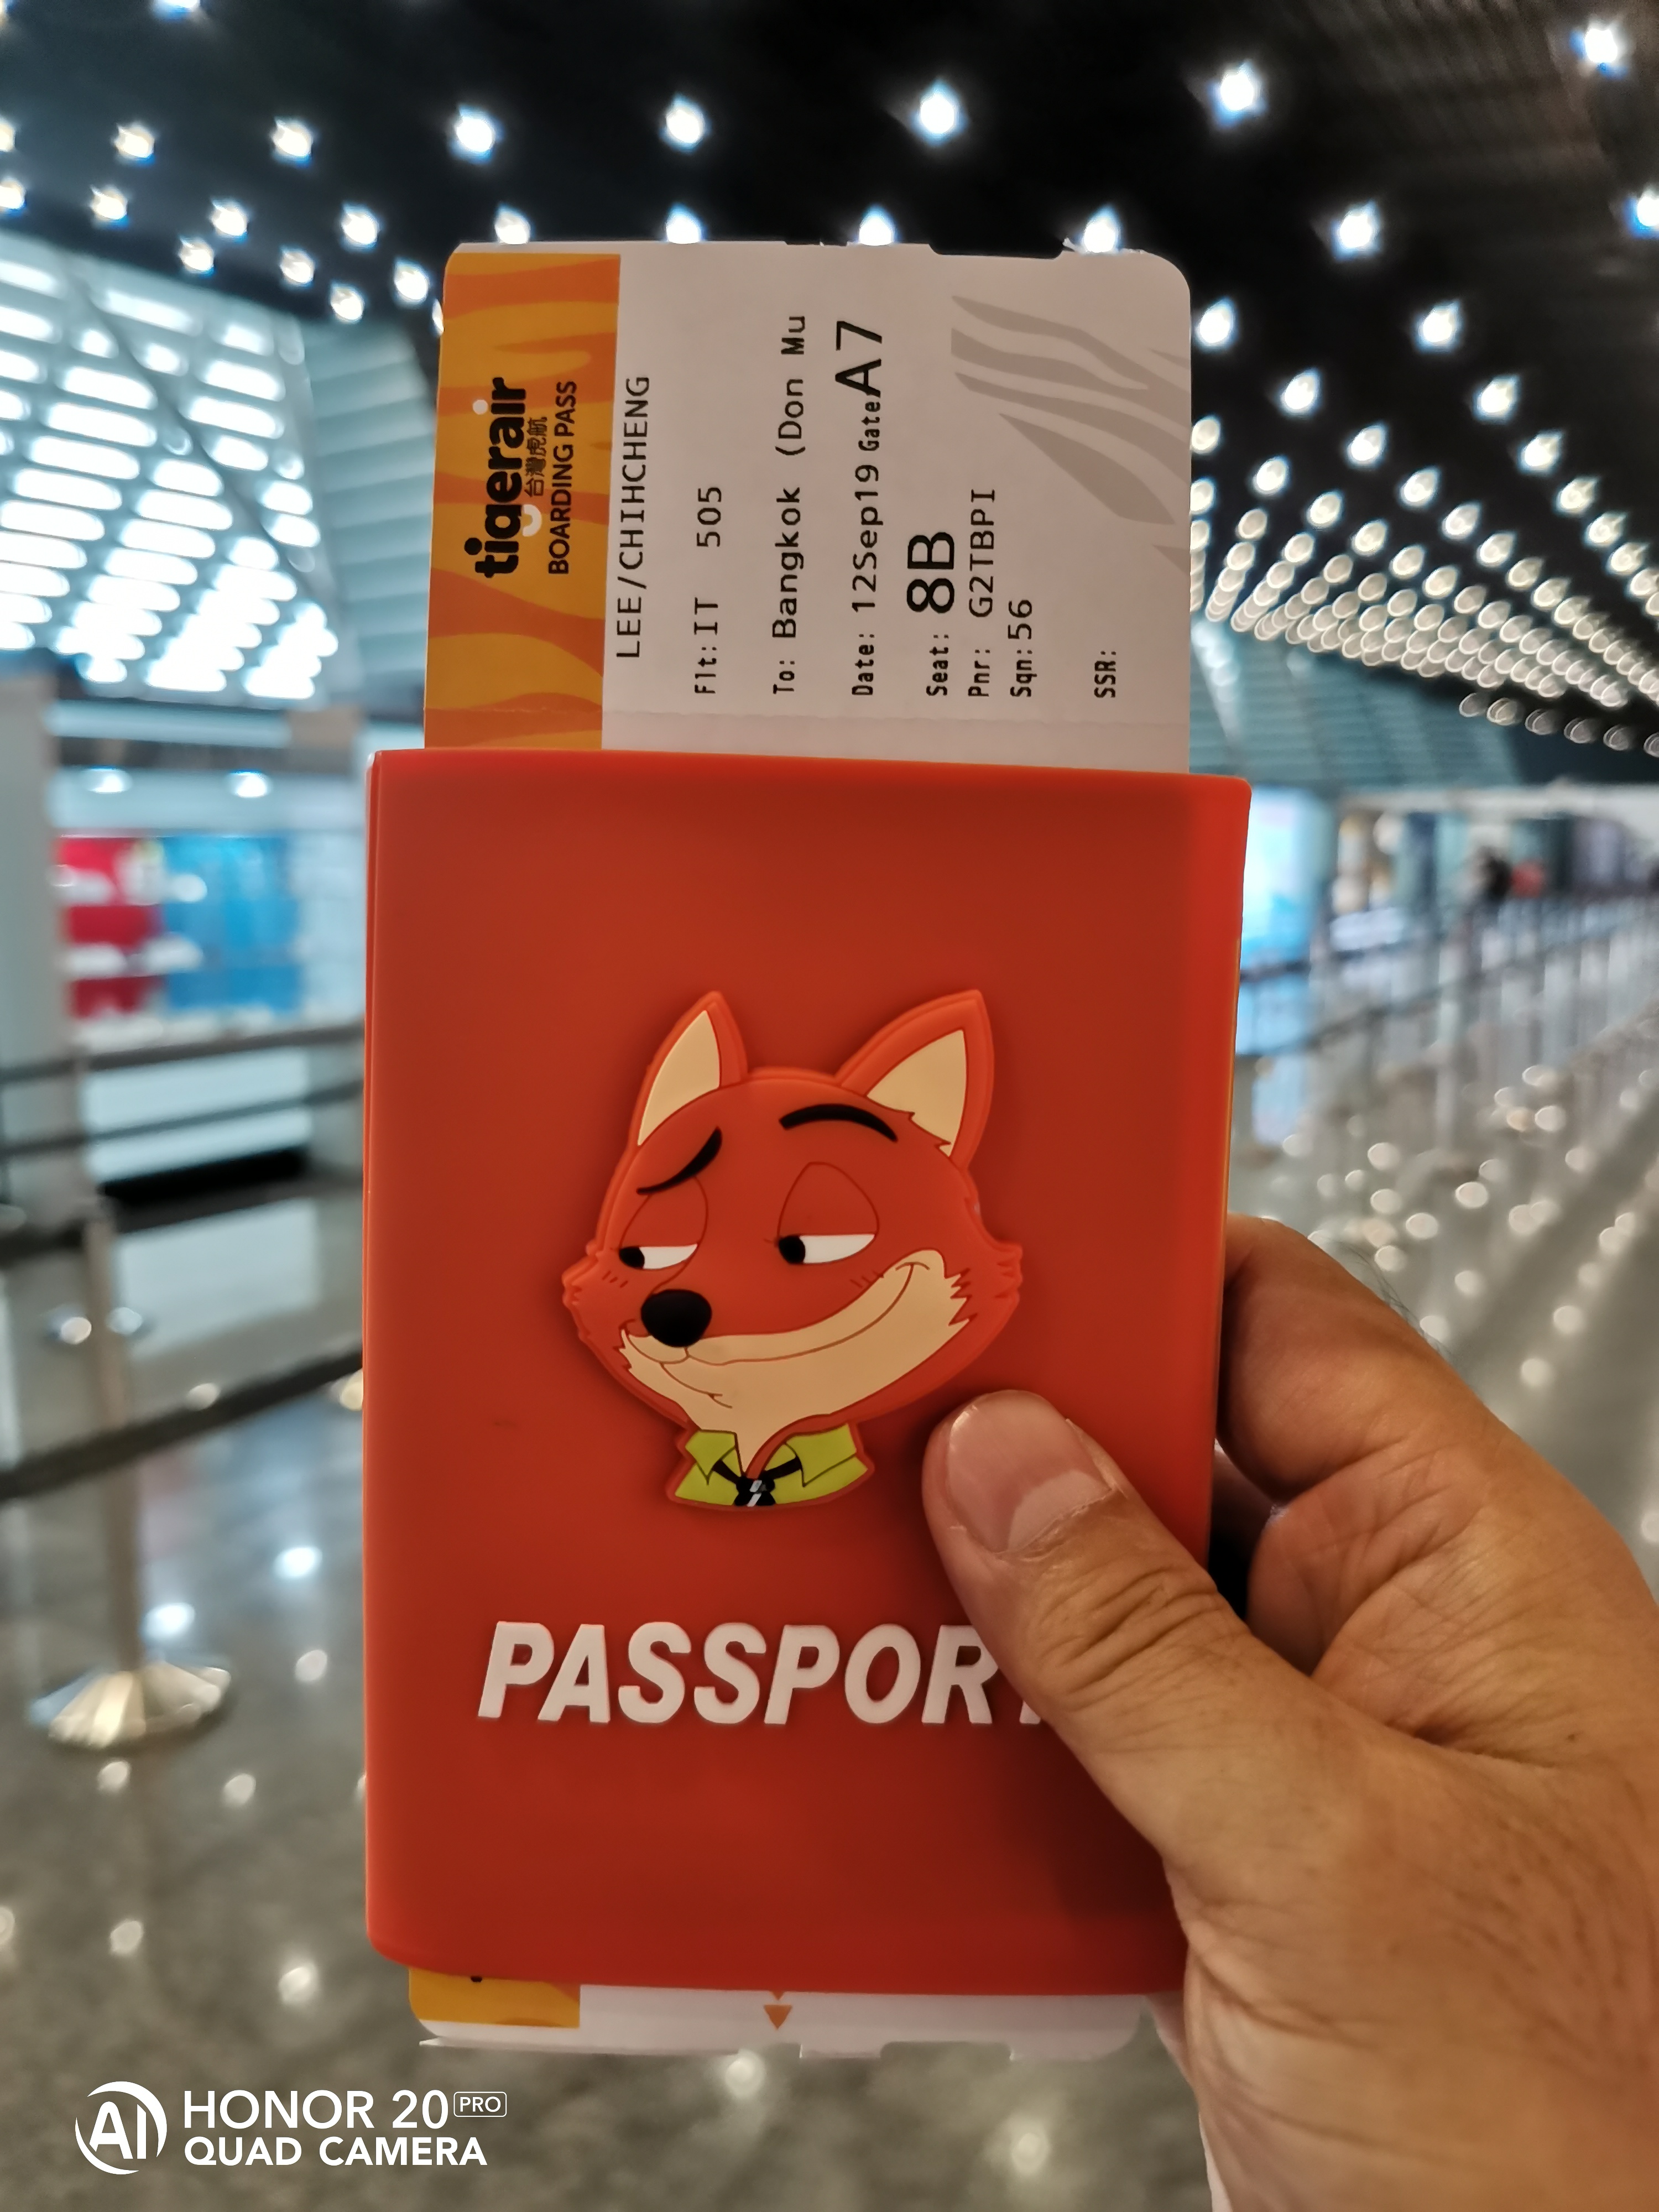 tigerair
台灣虎航
BOARDING PASS
LEE/CHIHCHENG
Flt: IT 505
To: Bangkok (Don Mu
Date: 12Sep19 Gate A7
Seat: 8B
Pnr: G2TBPI
Sqn: 56
SSR:
PASSPORT
AI HONOR 20 PRO
QUAD CAMERA